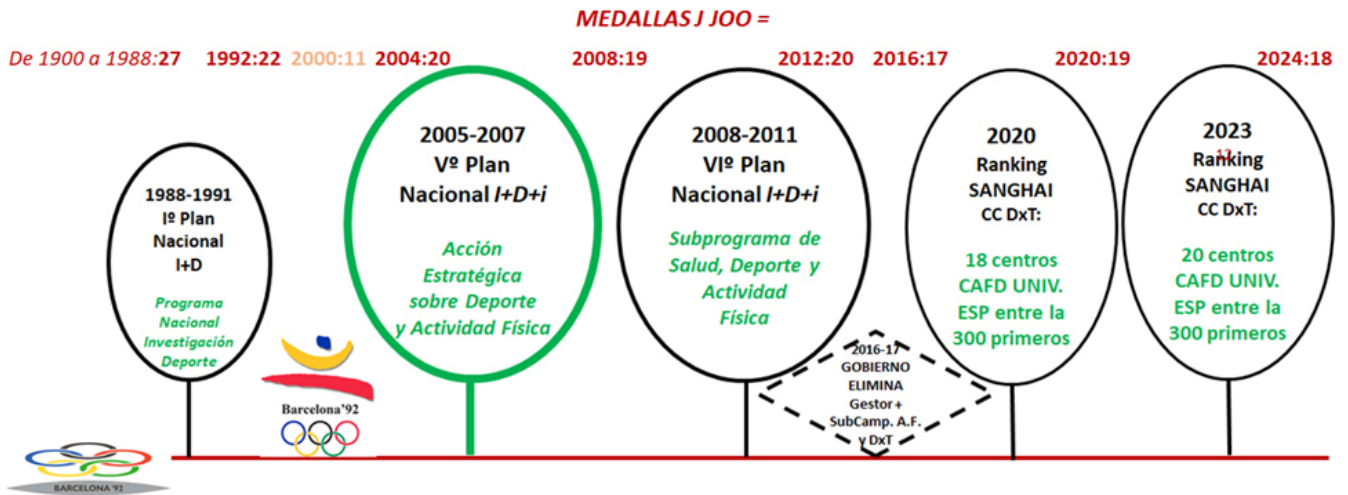 MEDALLAS J JOO =
De 1900 a 1988:27 1992:22 2000:11 2004:20 2008:19 2012:20 2016:17 2020:19 2024:18
1988-1991
Iº Plan
Nacional
I+D
Programa
Nacional
Investigación
Deporte
BARCELONA '92
Barcelona'92
2005-2007
Vº Plan
Nacional I+D+i
Acción
Estratégica
sobre Deporte
y Actividad Física
2008-2011
VIº Plan
Nacional I+D+i
Subprograma de
Salud, Deporte y
Actividad
Física
2016-17
GOBIERNO
ELIMINA
Gestor+
SubCamp. A.F.
y DxT
2020
Ranking
SANGHAI
CC DxT:
18 centros
CAFD UNIV.
ESP entre la
300 primeros
2023
12
Ranking
SANGHAI
CC DxT:
20 centros
CAFD UNIV.
ESP entre la
300 primeros